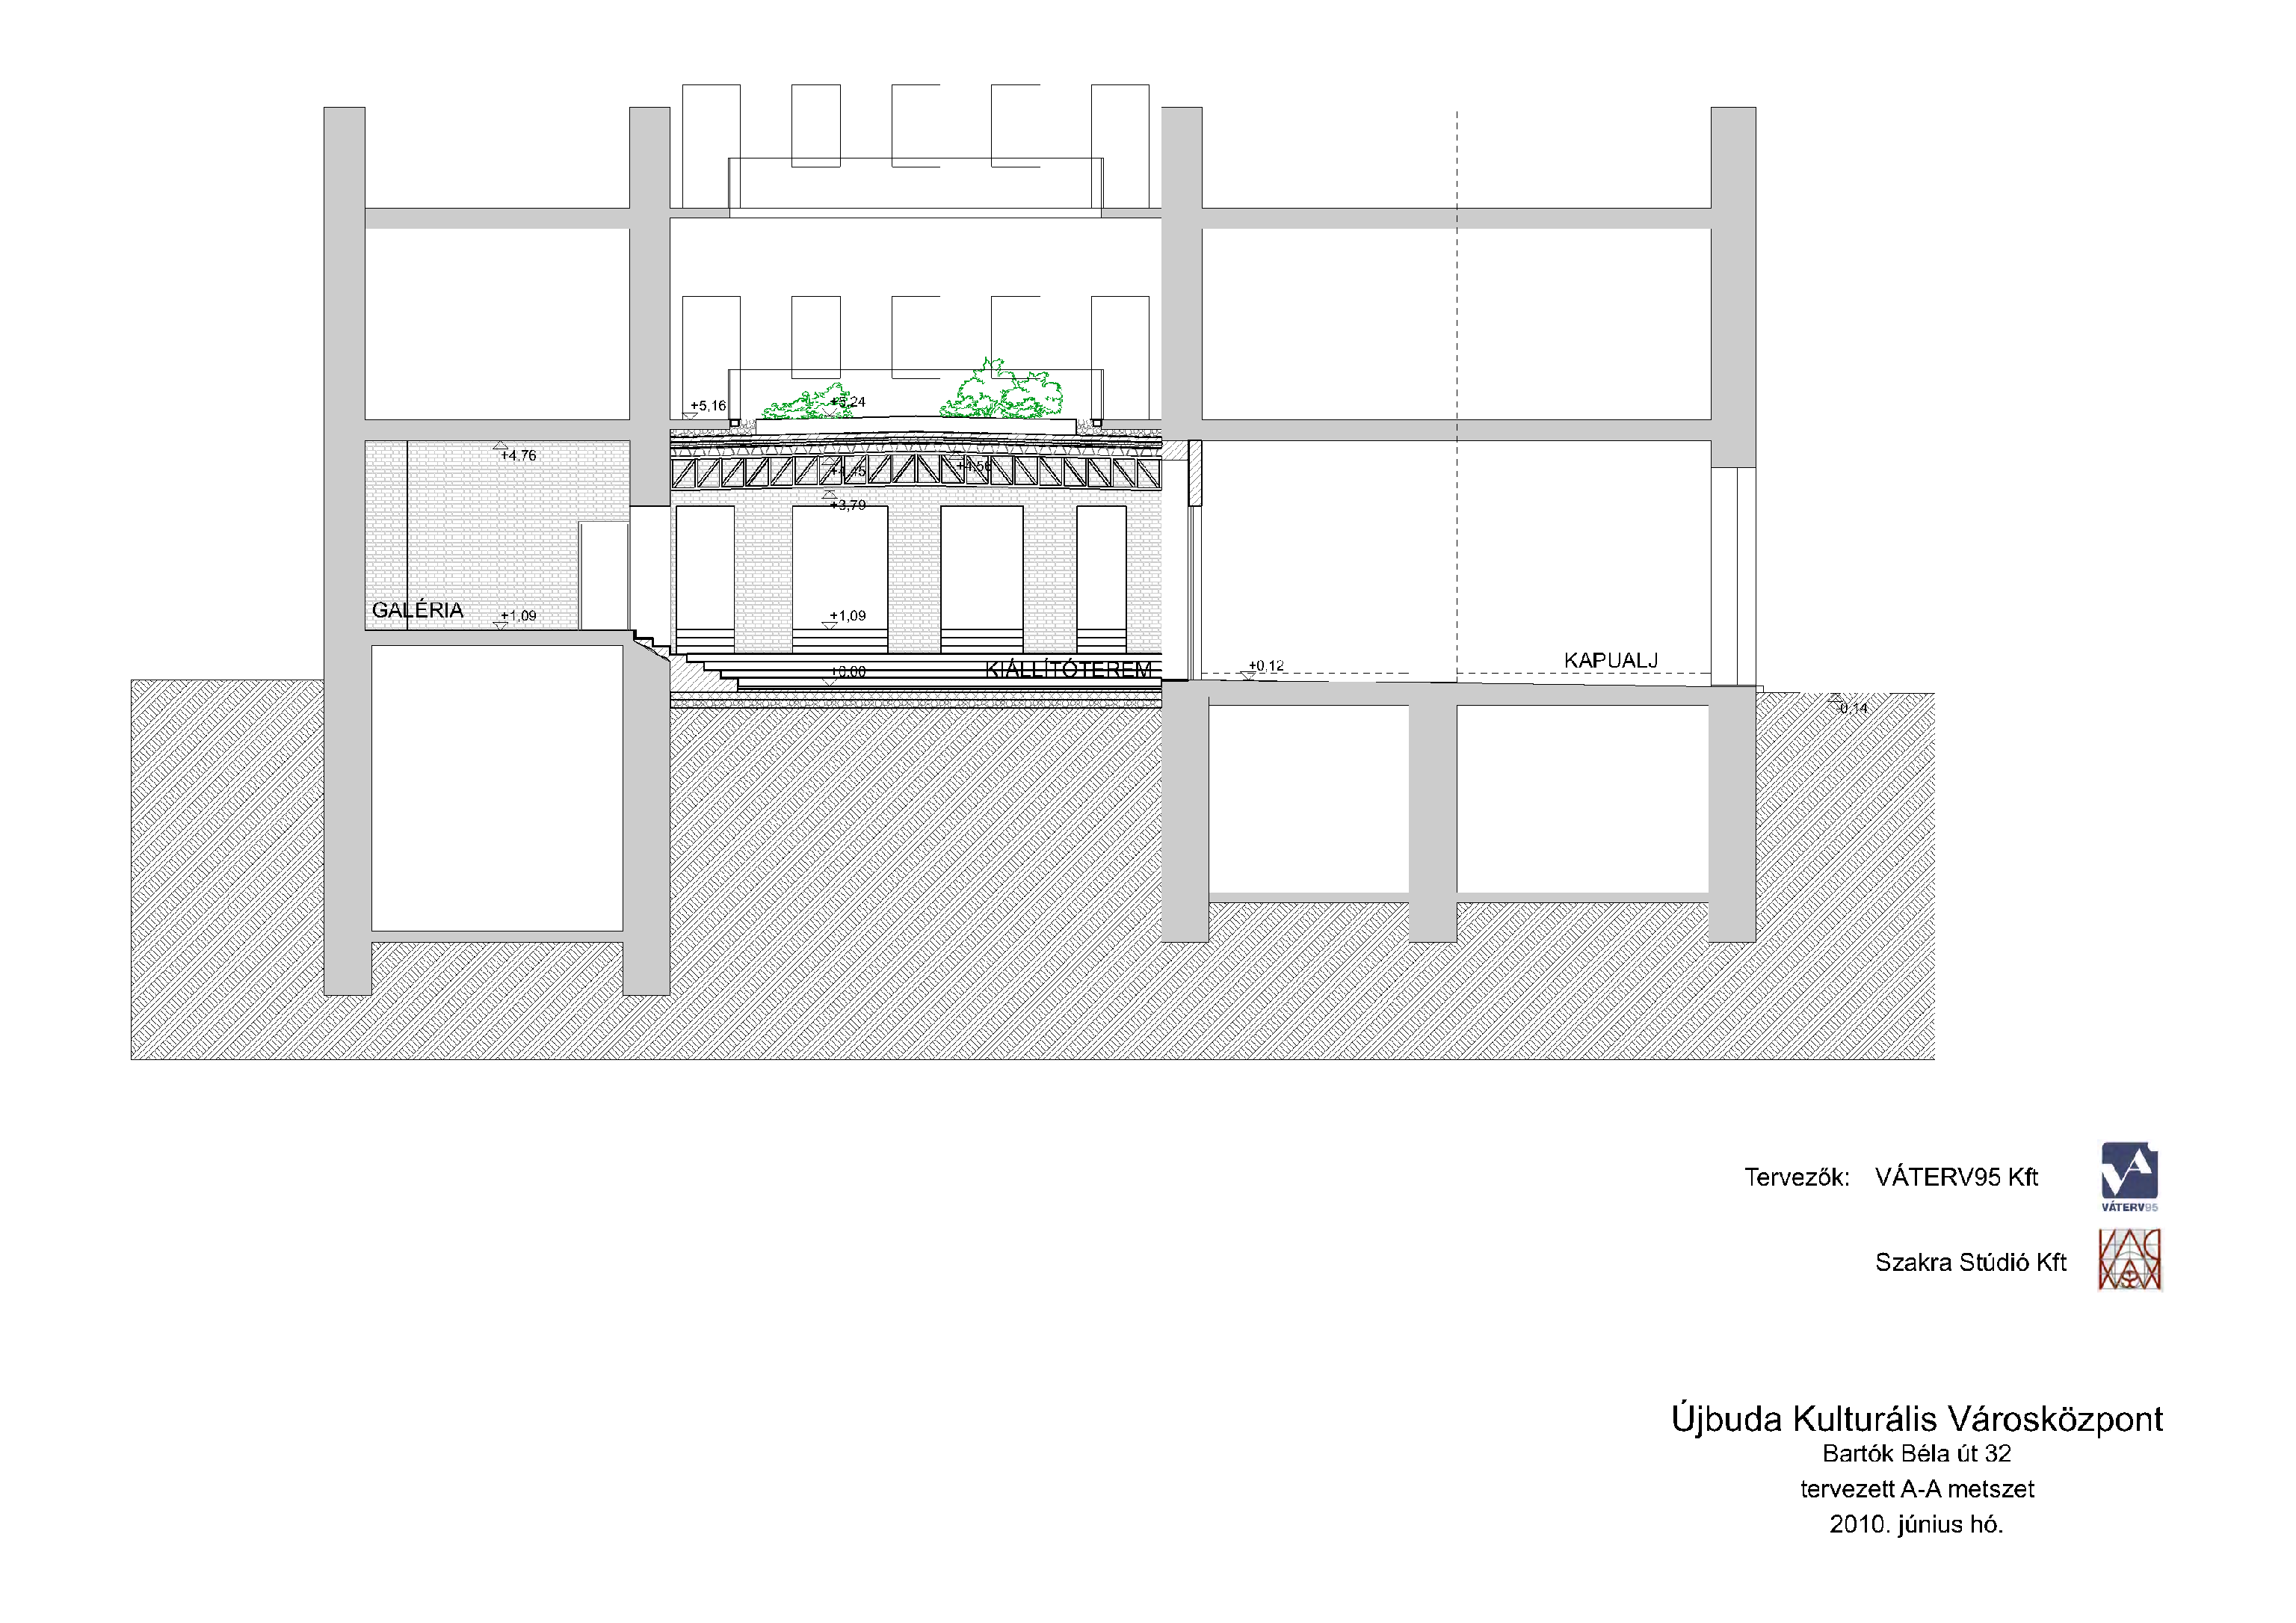 +5,16
+5,24
+4,76
+4,45
+4,56
+3,79
GALÉRIA
+1,09
+1,09
KIÁLLÍTÓTEREM
+0,00
+0,12
KAPUALJ
-0,14
Tervezők: VÁTERV95 Kft
VÁTERV95
Szakra Stúdió Kft
Újbuda Kulturális Városközpont
Bartók Béla út 32
tervezett A-A metszet
2010. június hó.